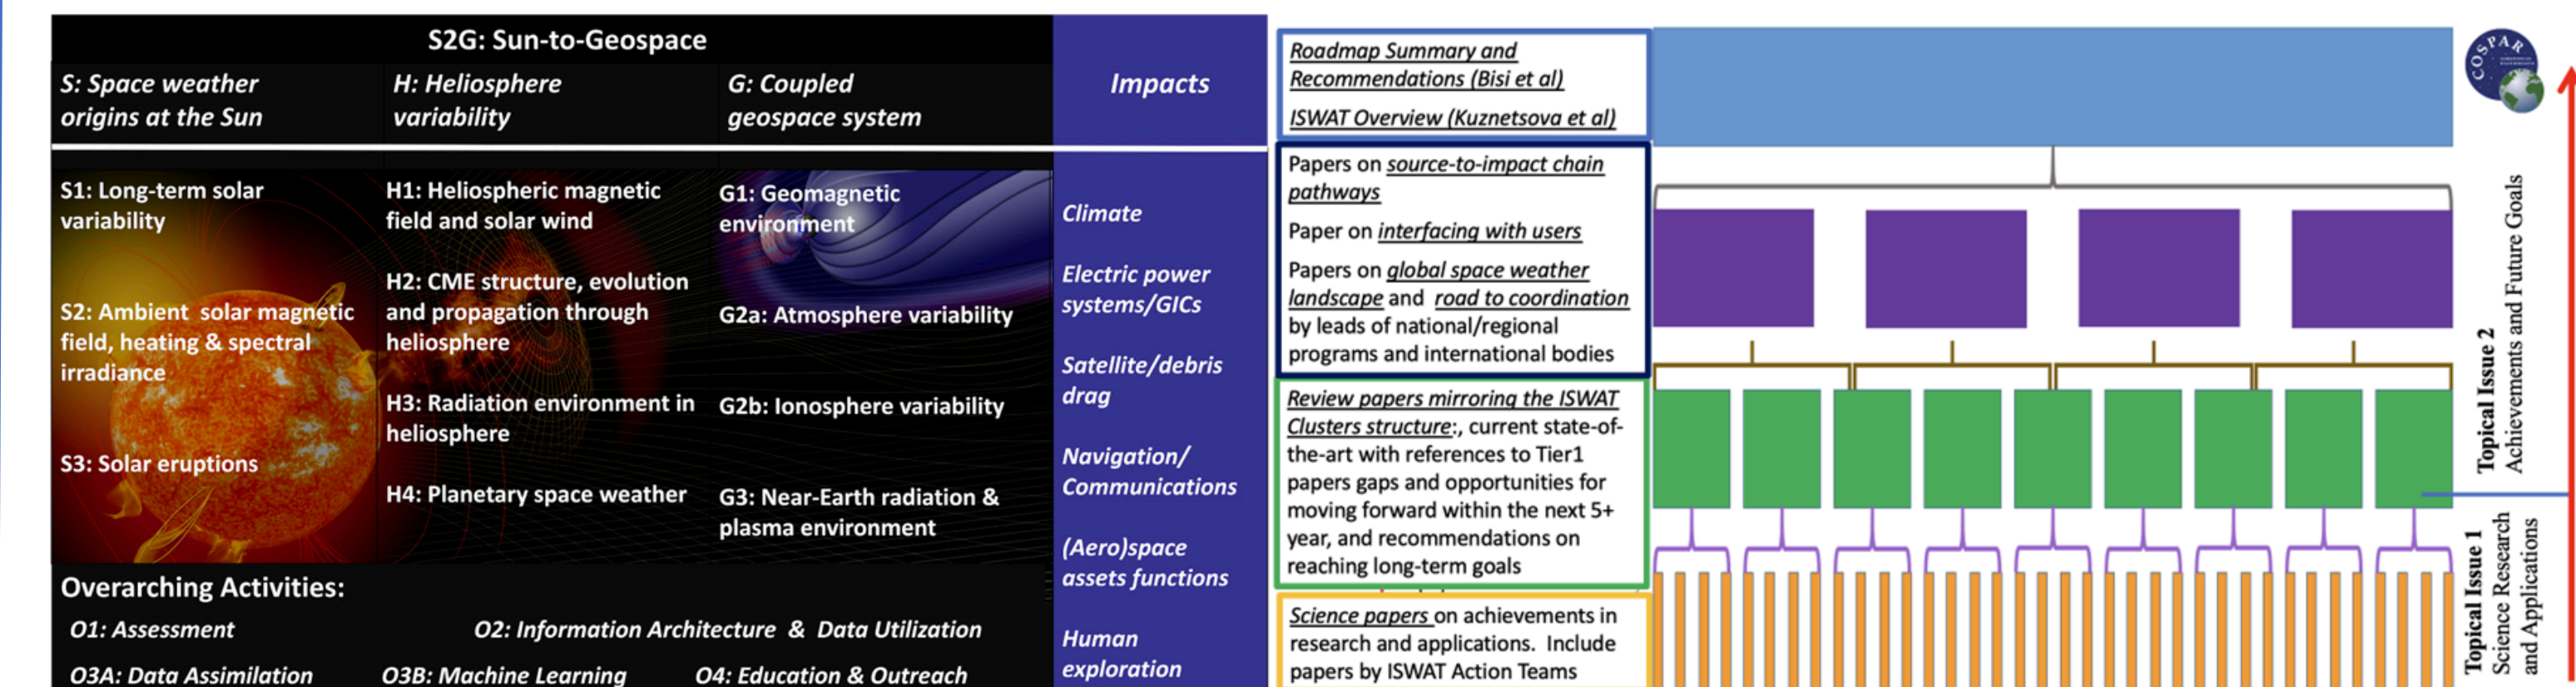 S2G: Sun-to-Geospace
S: Space weather
origins at the Sun
H: Heliosphere
variability
G: Coupled
geospace system
Impacts
S1: Long-term solar
variability
S2: Ambient solar magnetic
field, heating & spectral
irradiance
S3: Solar eruptions
H1: Heliospheric magnetic
field and solar wind
H2: CME structure, evolution
and propagation through
heliosphere
H3: Radiation environment in
heliosphere
H4: Planetary space weather
G1: Geomagnetic
environment
G2a: Atmosphere variability
G2b: Ionosphere variability
G3: Near-Earth radiation &
plasma environment
Climate
Electric power
systems/GICs
Satellite/debris
drag
Navigation/
Communications
(Aero)space
assets functions
Human
exploration
Overarching Activities:
O1: Assessment
O2: Information Architecture & Data Utilization
O3A: Data Assimilation
O3B: Machine Learning
O4: Education & Outreach
Roadmap Summary and
Recommendations (Bisi et al)
ISWAT Overview (Kuznetsova et al)
Papers on source-to-impact chain
pathways
Paper on interfacing with users
Papers on global space weather
landscape and road to coordination
by leads of national/regional
programs and international bodies
Review papers mirroring the ISWAT
Clusters structure:, current state-of-
the-art with references to Tier1
papers gaps and opportunities for
moving forward within the next 5+
year, and recommendations on
reaching long-term goals
Science papers on achievements in
research and applications. Include
papers by ISWAT Action Teams
COSPAR
Topical Issue 2
Achievements and Future Goals
Topical Issue 1
Science Research
and Applications